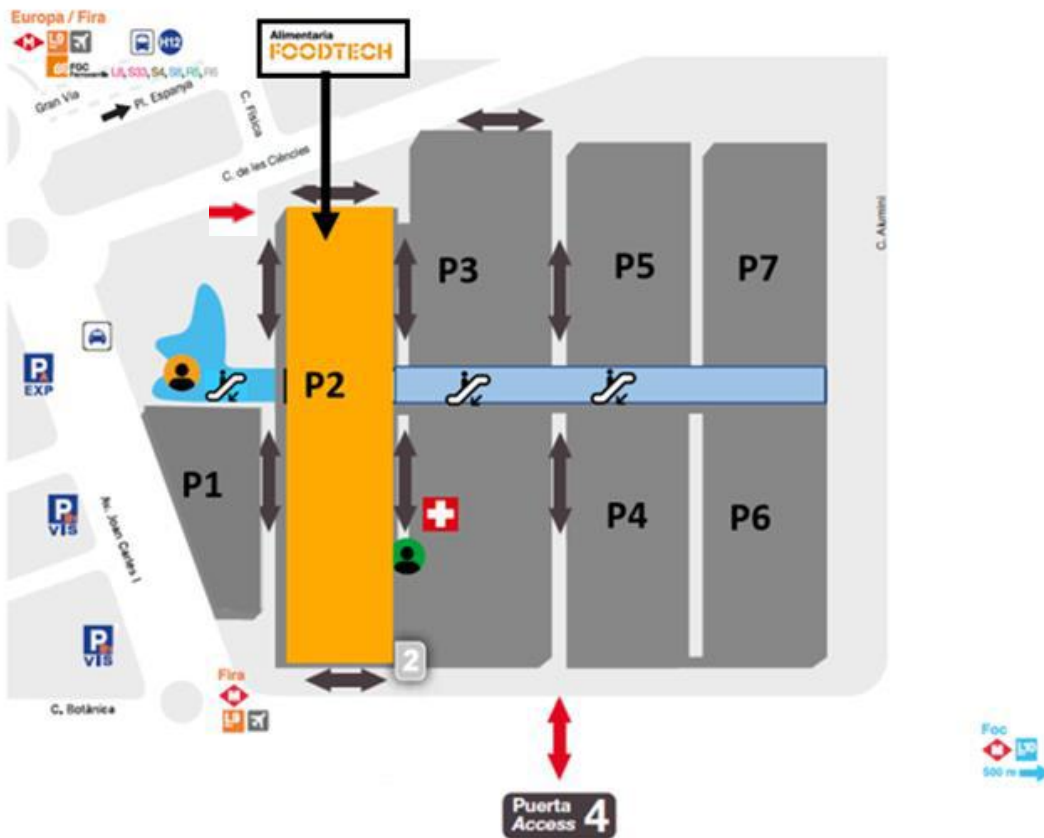 Europa / Fira
M L9 H12
FGC L8, S33, S4, S8, R5, R6
Alimentaria
FOODTECH
Gran Via
Pl. Espanya
C. Física
C. de les Ciències
C. Alumini
P3
P5
P7
P2
P
EXP
P1
P4
P6
P
VIS
Av. Joan Carles I
P
VIS
2
Fira
M
L9
C. Botànica
Foc
M L10
500 m
Puerta
Access 4